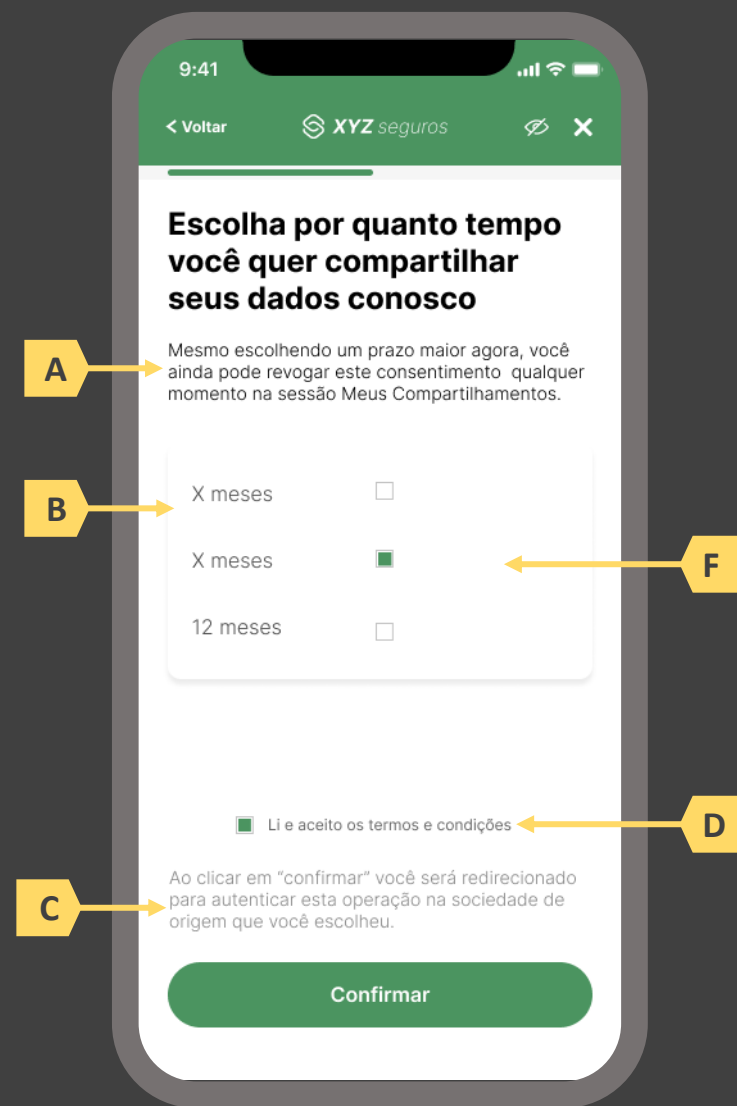 9:41
< Voltar XYZ seguros
Escolha por quanto tempo
você quer compartilhar
seus dados conosco
A
Mesmo escolhendo um prazo maior agora, você
ainda pode revogar este consentimento qualquer
momento na sessão Meus Compartilhamentos.
B
X meses
X meses
F
12 meses
Li e aceito os termos e condições
D
C
Ao clicar em “confirmar” você será redirecionado
para autenticar esta operação na sociedade de
origem que você escolheu.
Confirmar